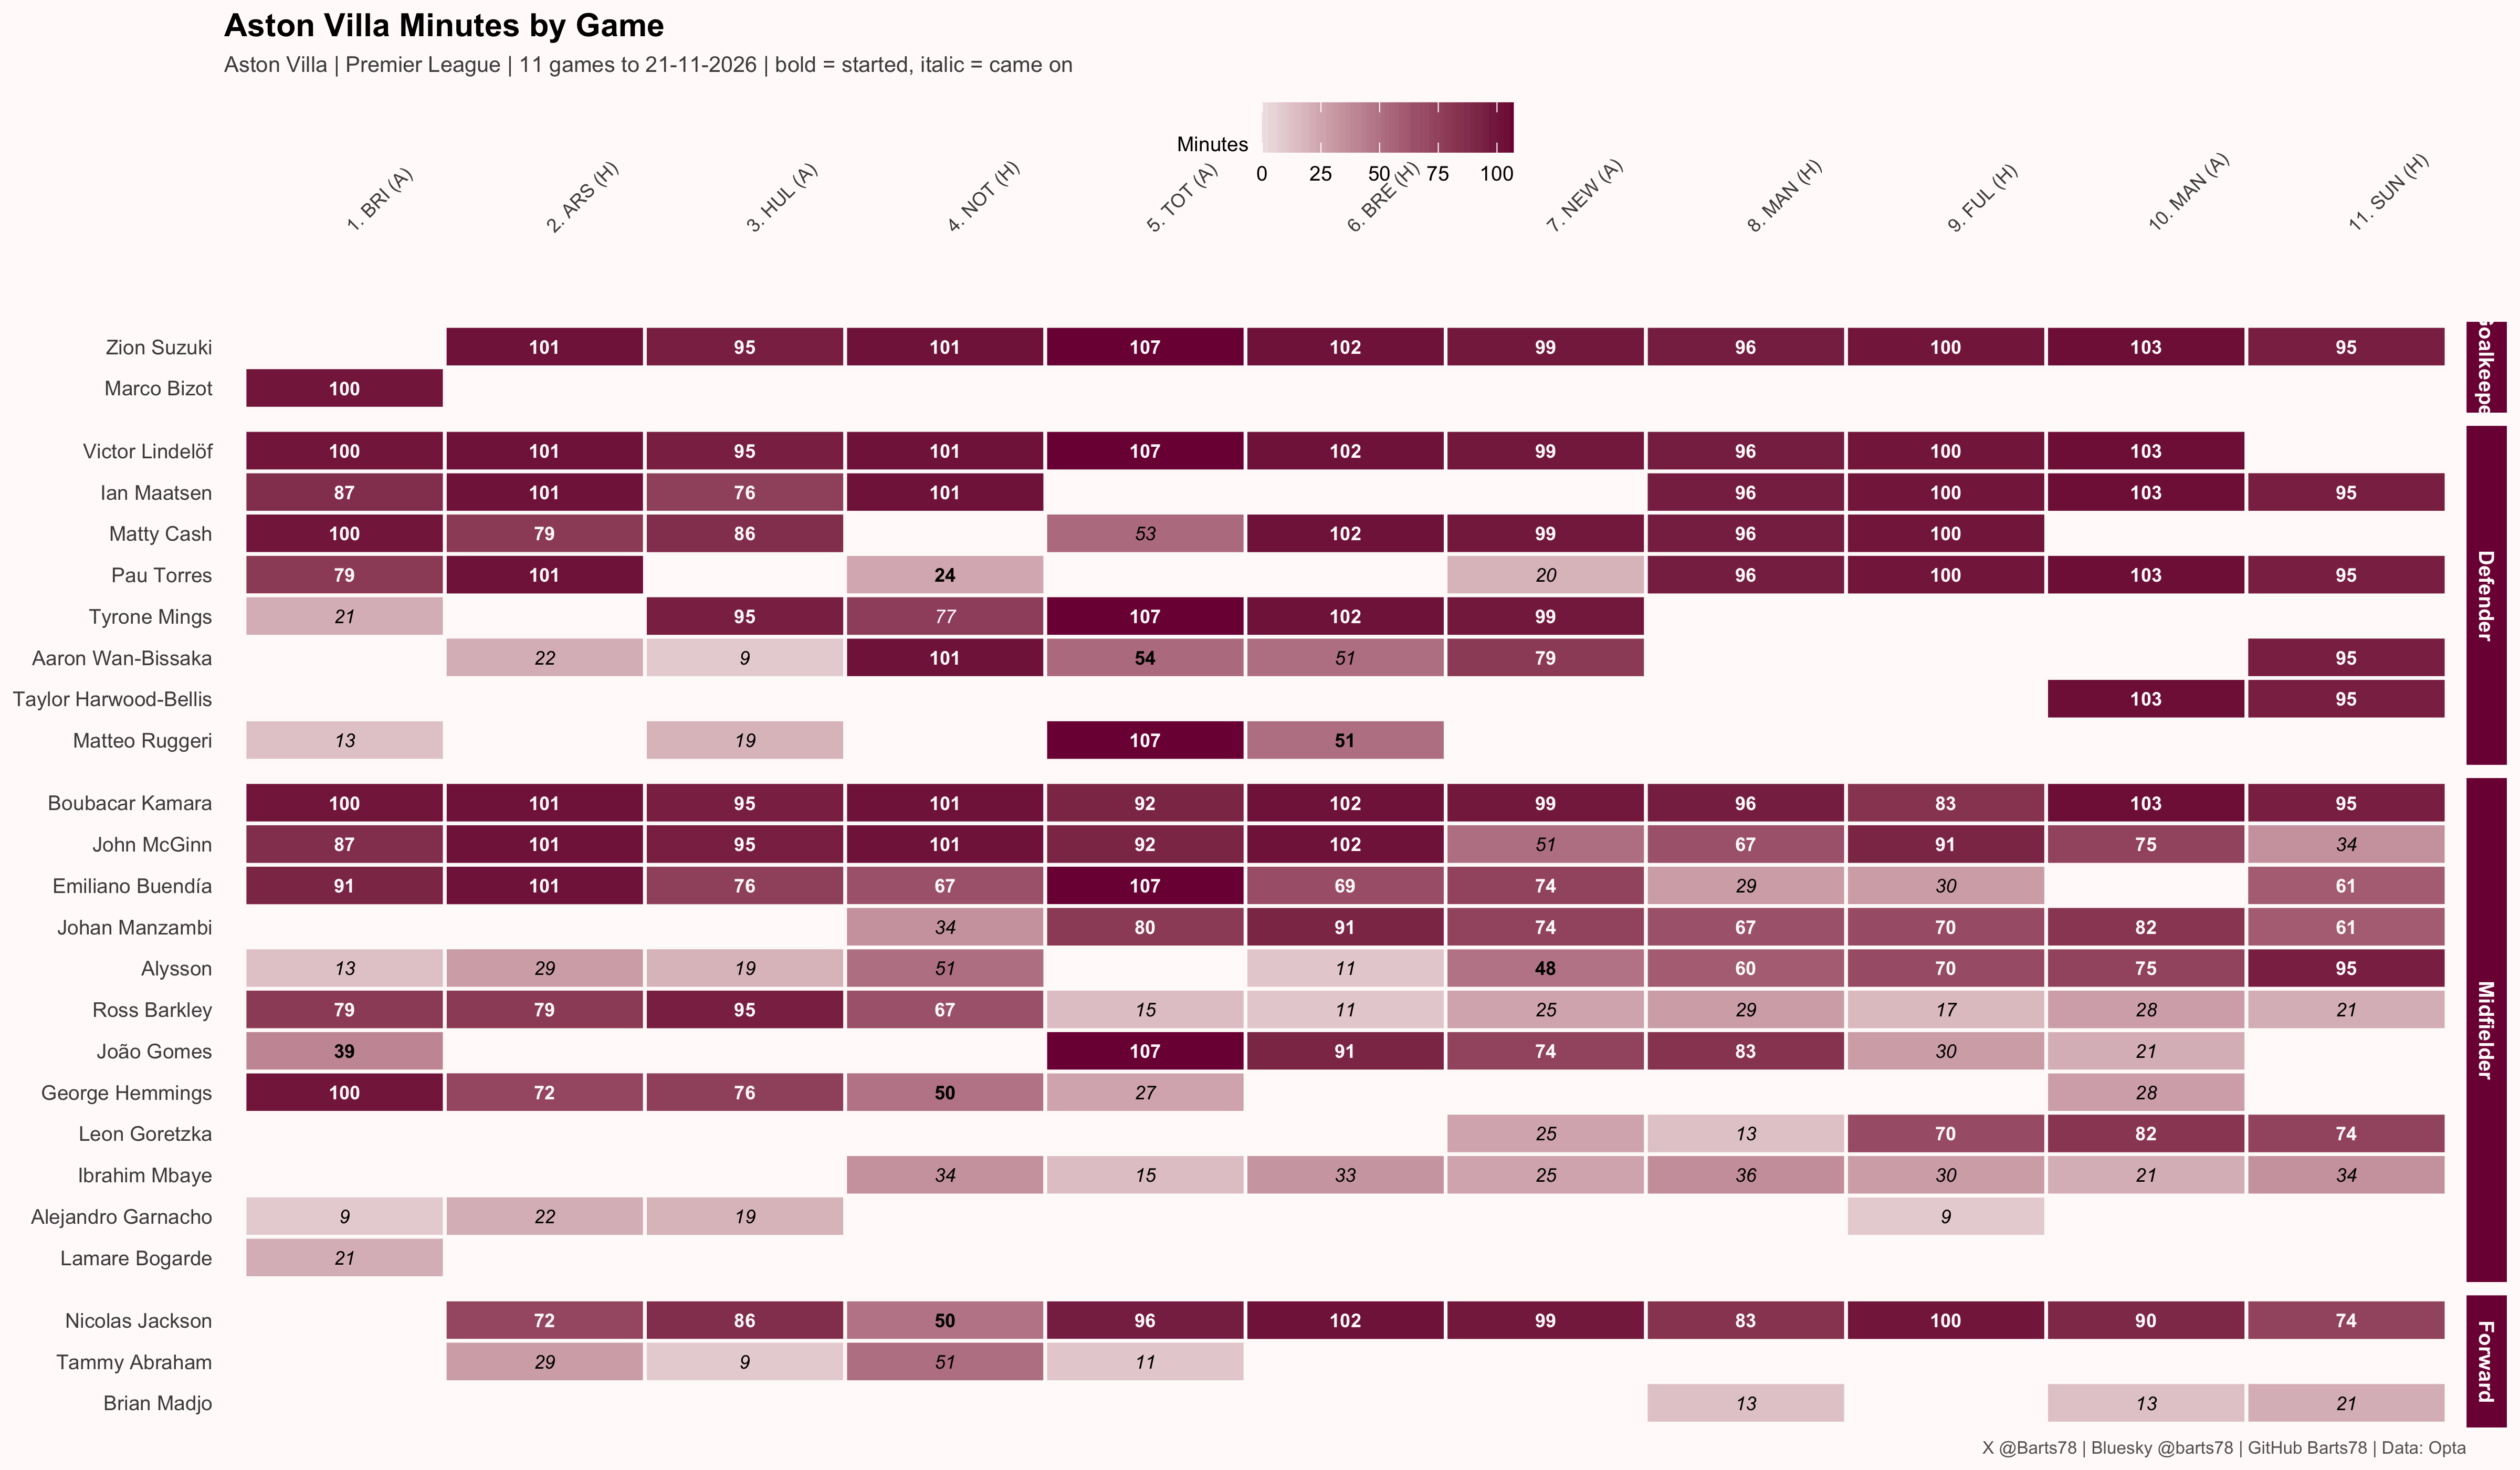 Aston Villa Minutes by Game
Aston Villa | Premier League | 11 games to 21-11-2026 | bold = started, italic = came on
Minutes
0 25 50 75 100
1. BRI (A) 2. ARS (H) 3. HUL (A) 4. NOT (H) 5. TOT (A) 6. BRE (H) 7. NEW (A) 8. MAN (H) 9. FUL (H) 10. MAN (A) 11. SUN (H)
Goalkeepe
Zion Suzuki 101 95 101 107 102 99 96 100 103 95
Marco Bizot 100
Defender
Victor Lindelöf 100 101 95 101 107 102 99 96 100 103
Ian Maatsen 87 101 76 101 96 100 103 95
Matty Cash 100 79 86 53 102 99 96 100
Pau Torres 79 101 24 20 96 100 103 95
Tyrone Mings 21 95 77 107 102 99
Aaron Wan-Bissaka 22 9 101 54 51 79 95
Taylor Harwood-Bellis 103 95
Matteo Ruggeri 13 19 107 51
Midfielder
Boubacar Kamara 100 101 95 101 92 102 99 96 83 103 95
John McGinn 87 101 95 101 92 102 51 67 91 75 34
Emiliano Buendía 91 101 76 67 107 69 74 29 30 61
Johan Manzambi 34 80 91 74 67 70 82 61
Alysson 13 29 19 51 11 48 60 70 75 95
Ross Barkley 79 79 95 67 15 11 25 29 17 28 21
João Gomes 39 107 91 74 83 30 21
George Hemmings 100 72 76 50 27 28
Leon Goretzka 25 13 70 82 74
Ibrahim Mbaye 34 15 33 25 36 30 21 34
Alejandro Garnacho 9 22 19 9
Lamare Bogarde 21
Forward
Nicolas Jackson 72 86 50 96 102 99 83 100 90 74
Tammy Abraham 29 9 51 11
Brian Madjo 13 13 21
X @Barts78 | Bluesky @barts78 | GitHub Barts78 | Data: Opta